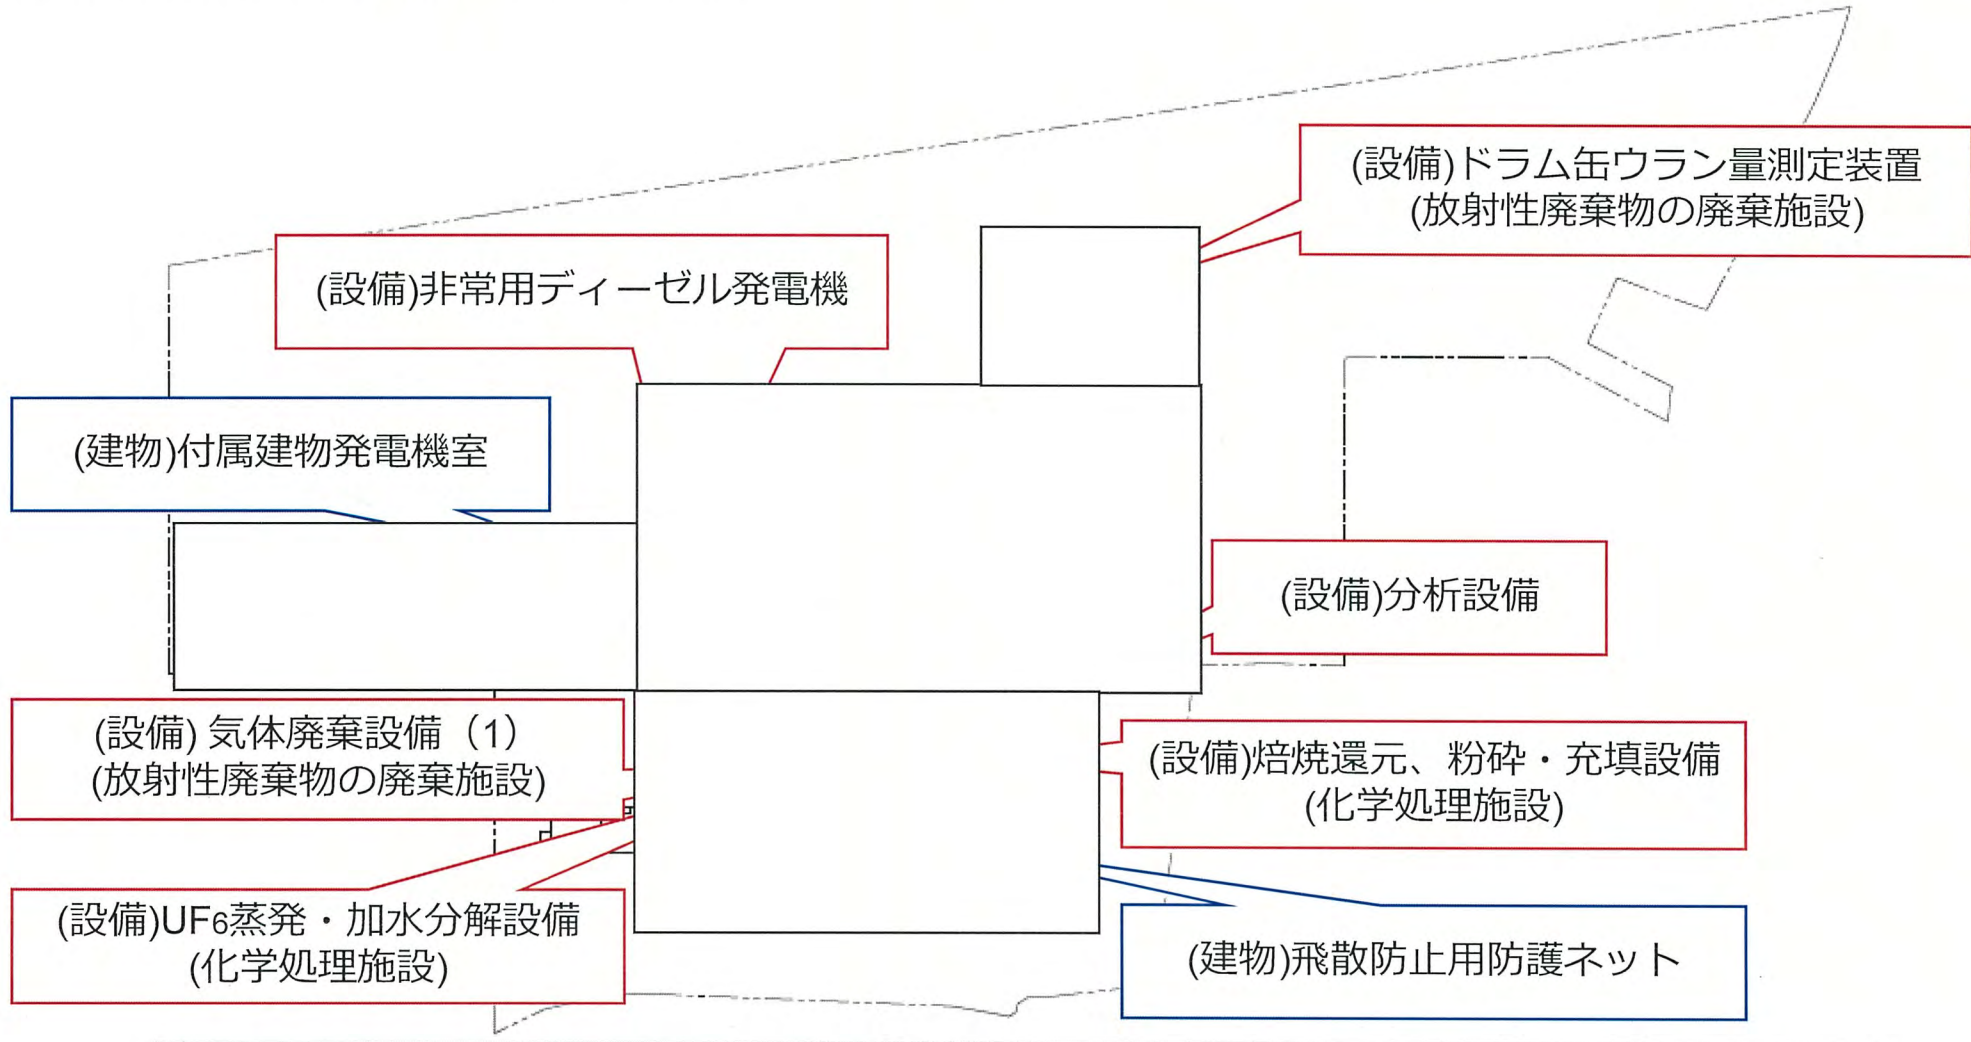 (設備)ドラム缶ウラン量測定装置
(放射性廃棄物の廃棄施設)
(設備)非常用ディーゼル発電機
(建物)付属建物発電機室
(設備)分析設備
(設備) 気体廃棄設備（1）
(放射性廃棄物の廃棄施設)
(設備)焙焼還元、粉砕・充填設備
(化学処理施設)
(設備)UF6蒸発・加水分解設備
(化学処理施設)
(建物)飛散防止用防護ネット